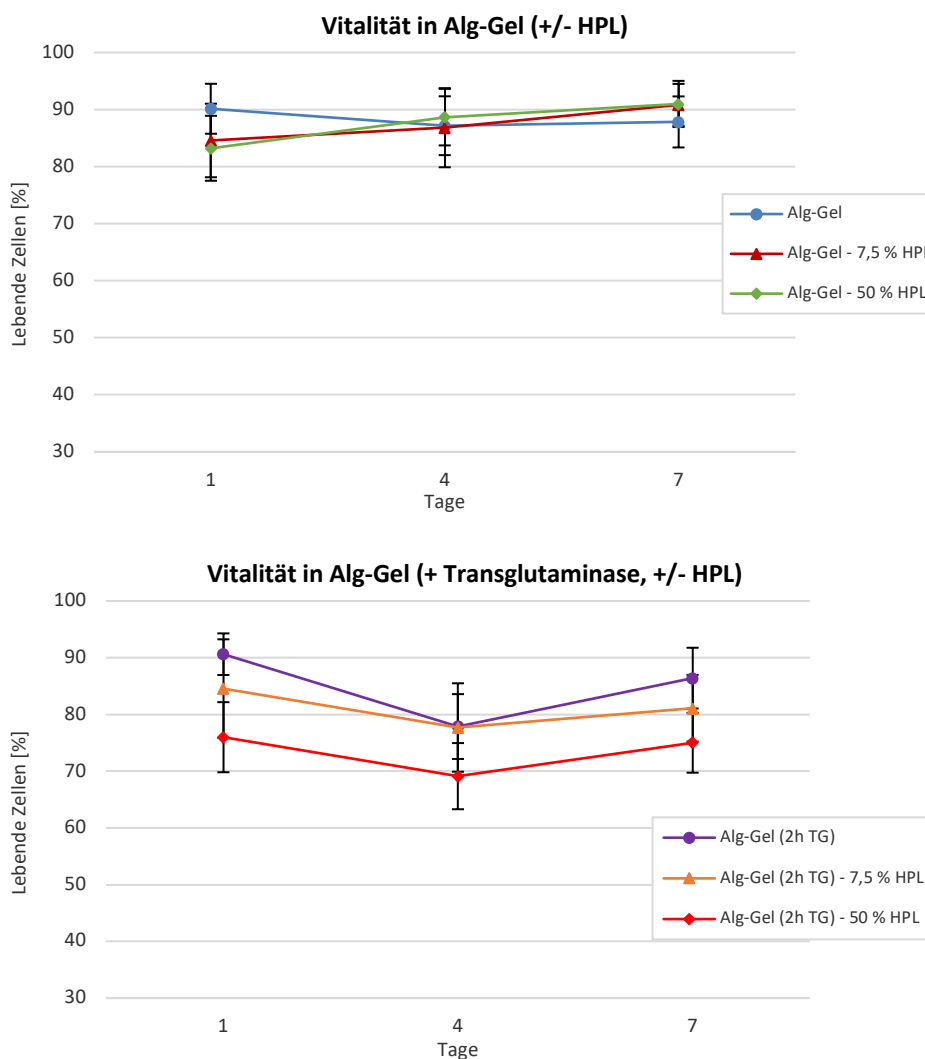 Vitalität in Alg-Gel (+/- HPL)
100
90
80
70
60
50
40
30
Lebende Zellen [%]
1
4
7
Tage
Alg-Gel
Alg-Gel - 7,5 % HPL
Alg-Gel - 50 % HPL
Vitalität in Alg-Gel (+ Transglutaminase, +/- HPL)
100
90
80
70
60
50
40
30
Lebende Zellen [%]
1
4
7
Tage
Alg-Gel (2h TG)
Alg-Gel (2h TG) - 7,5 % HPL
Alg-Gel (2h TG) - 50 % HPL